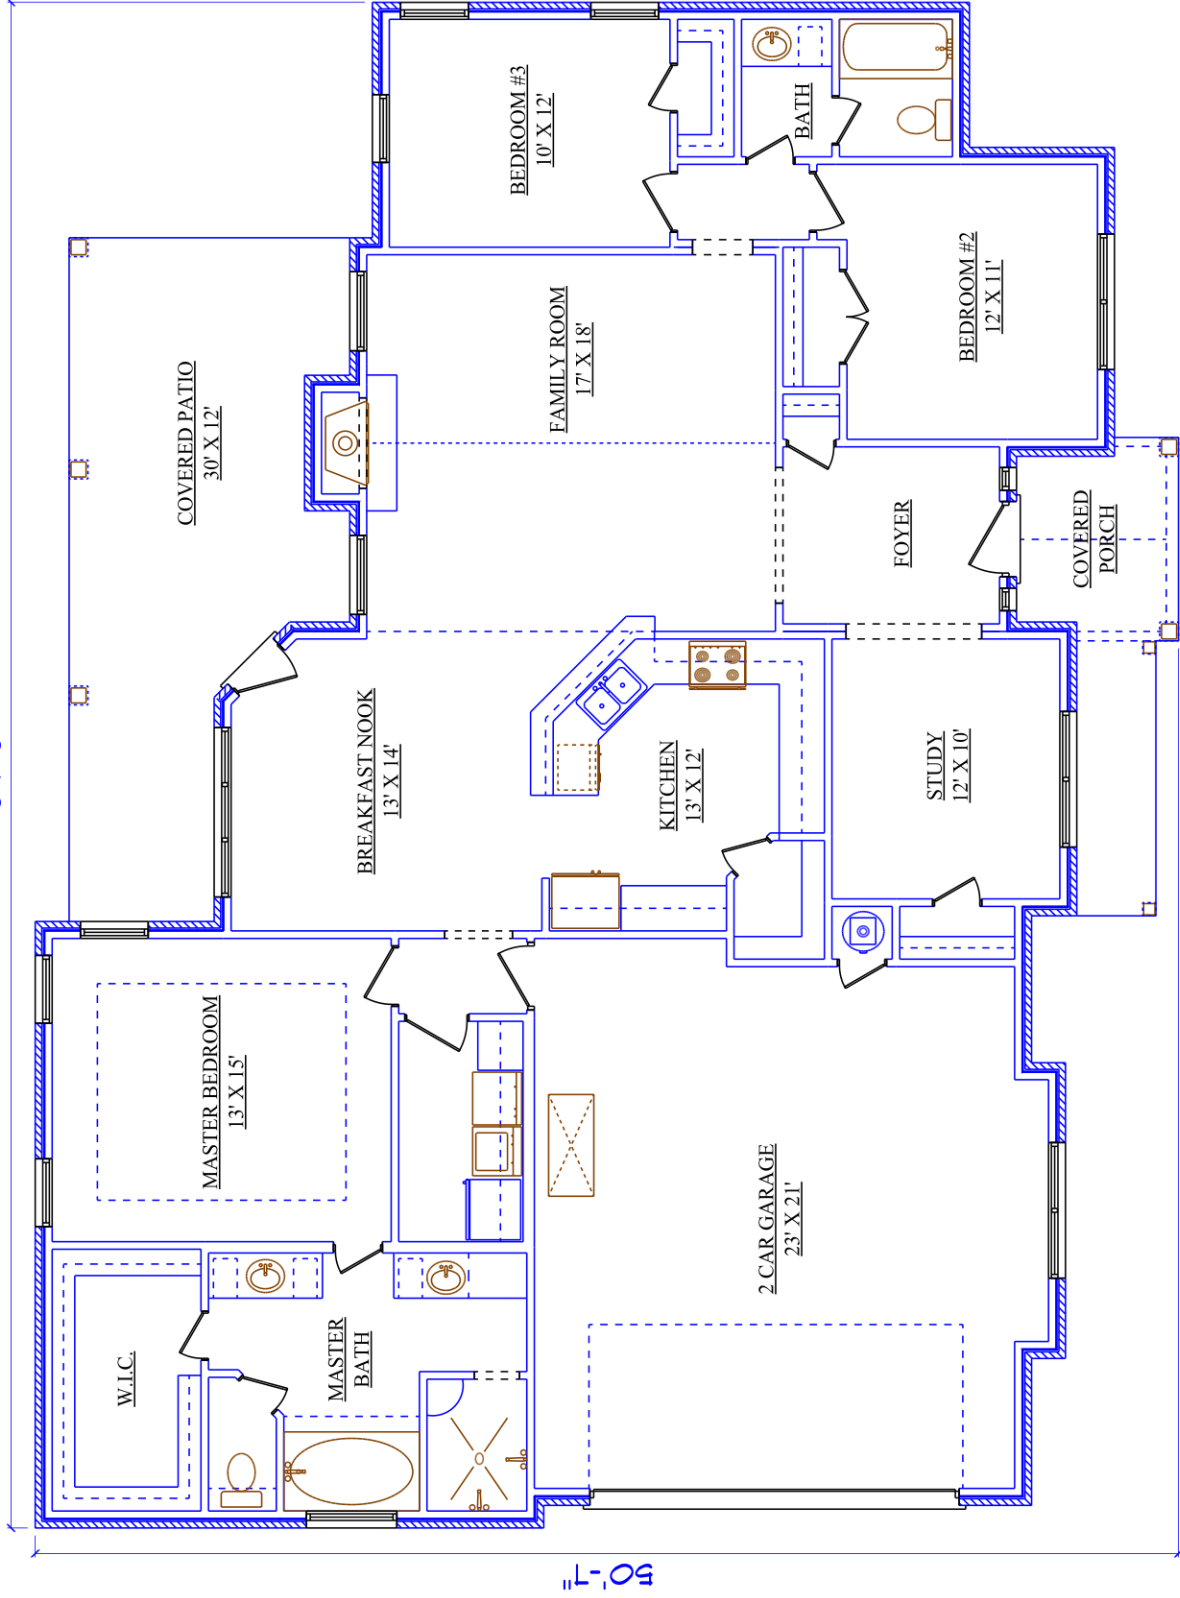 BEDROOM #3
10' X 12'
BATH
COVERED PATIO
30' X 12'
FAMILY ROOM
17' X 18'
BEDROOM #2
12' X 11'
FOYER
COVERED
PORCH
BREAKFAST NOOK
13' X 14'
KITCHEN
13' X 12'
STUDY
12' X 10'
MASTER BEDROOM
13' X 15'
2 CAR GARAGE
23' X 21'
W.I.C.
MASTER
BATH
50'-7"